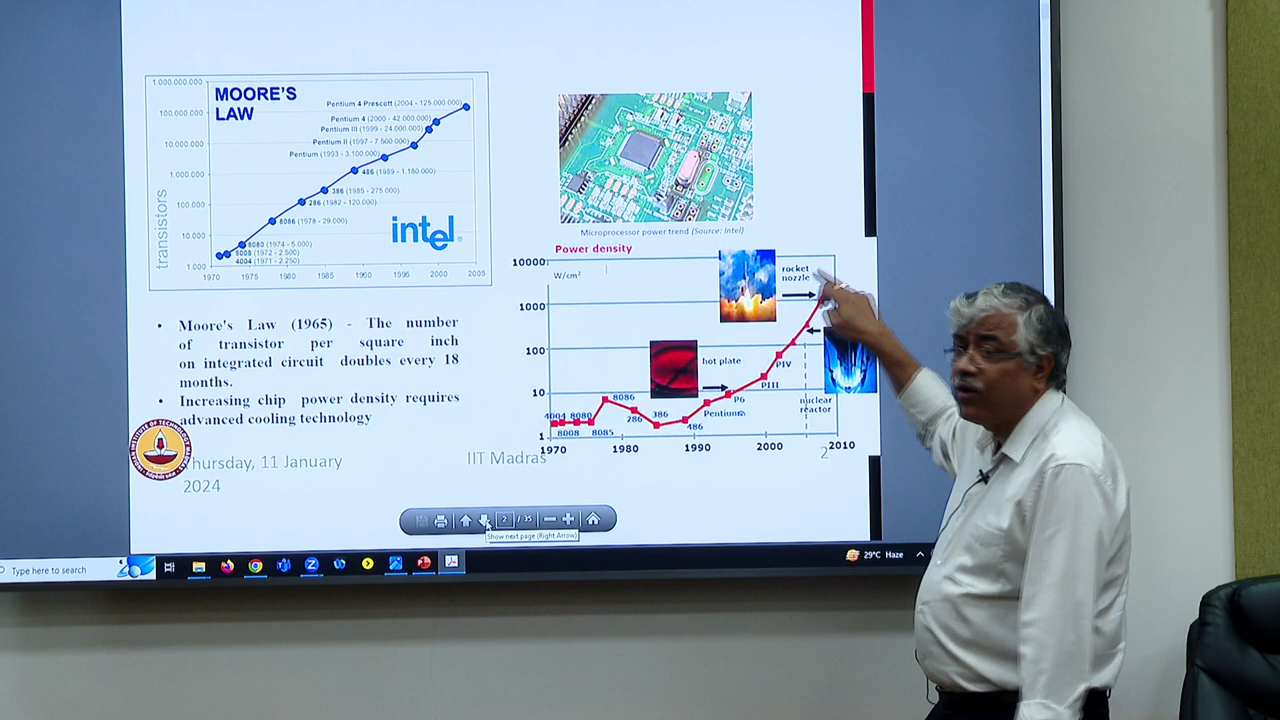 1.000.000.000
100.000.000
10.000.000
1.000.000
100.000
10.000
1.000
transistors
MOORE'S
LAW
Pentium 4 Prescott (2004 - 125.000.000)
Pentium 4 (2000 - 42.000.000)
Pentium III (1999 - 24.000.000)
Pentium II (1997 - 7.500.000)
Pentium (1993 - 3.100.000)
486 (1989 - 1.180.000)
386 (1985 - 275.000)
286 (1982 - 120.000)
8086 (1978 - 29.000)
8080 (1974 - 5.000)
8008 (1972 - 2.500)
4004 (1971 - 2.250)
intel
1970 1975 1980 1985 1990 1995 2000 2005
• Moore's Law (1965) - The number
of transistor per square inch
on integrated circuit doubles every 18
months.
• Increasing chip power density requires
advanced cooling technology
Microprocessor power trend (Source: Intel)
Power density
W/cm²
10000
1000
100
10
1
rocket
nozzle
hot plate
nuclear
reactor
4004 8080
8008
8085
8086
286
386
486
Pentium®
P6
PIII
PIV
1970 1980 1990 2000 2010
hursday, 11 January
2024
IIT Madras
2
2 / 35
Show next page (Right Arrow)
Type here to search
29°C Haze